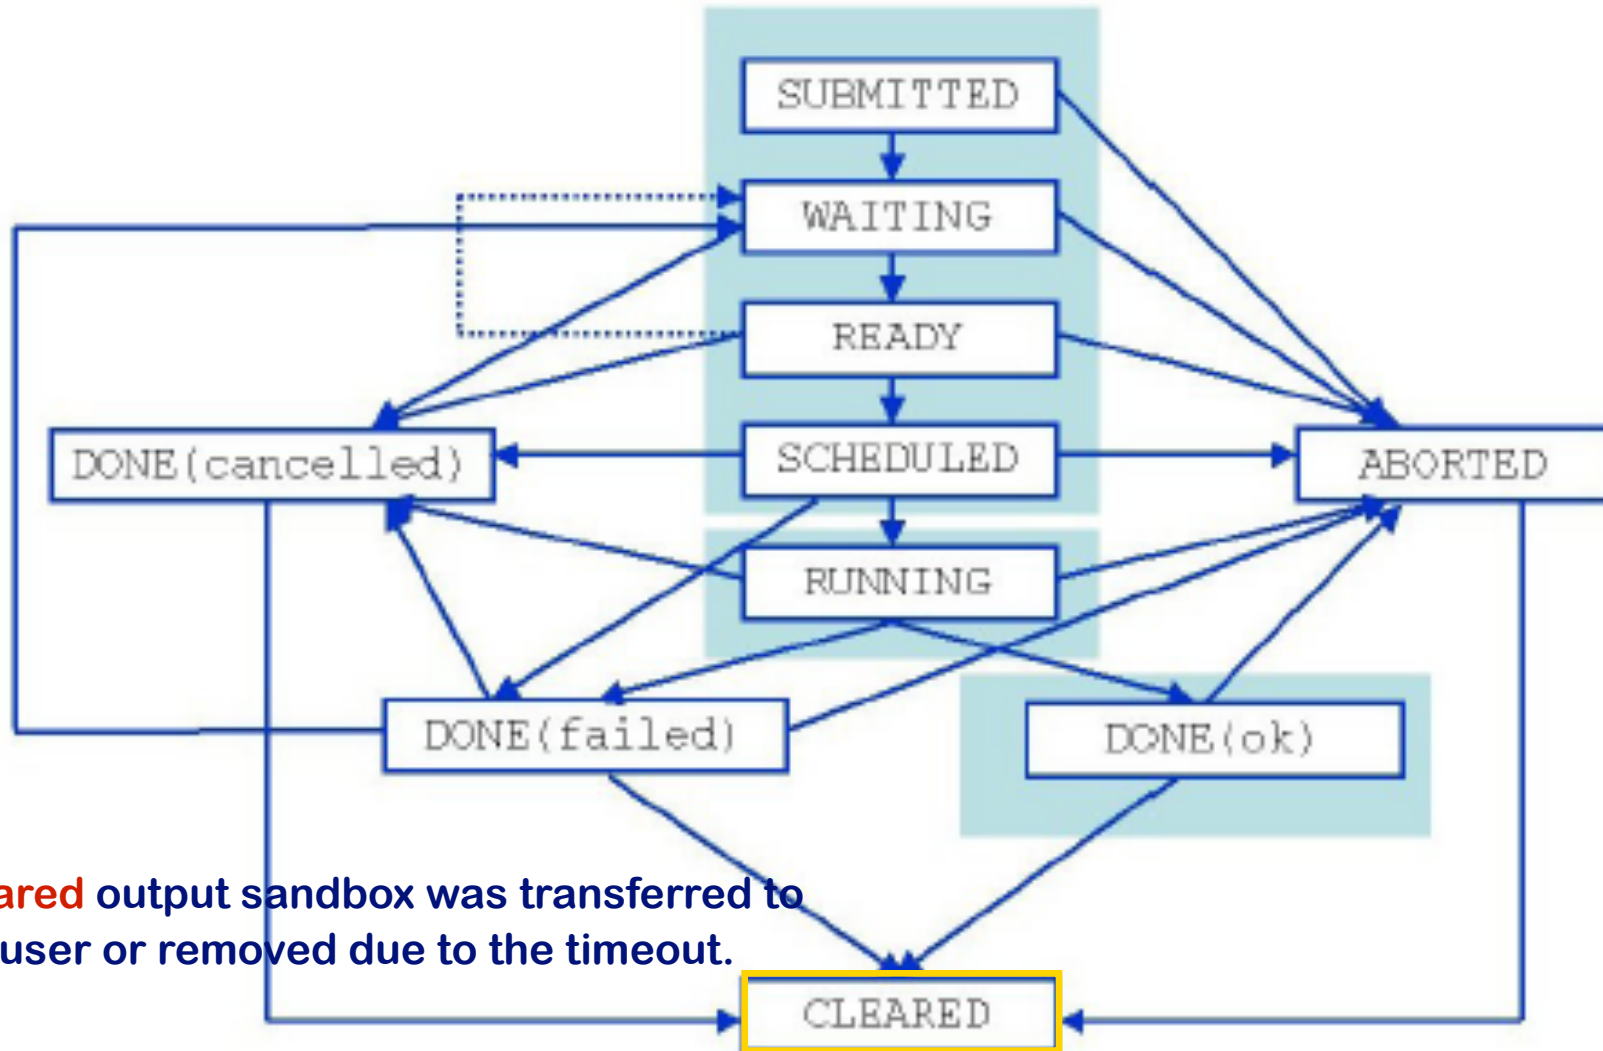 SUBMITTED
WAITING
READY
SCHEDULED
DONE(cancelled)
ABORTED
RUNNING
DONE(failed)
DONE(ok)
ared output sandbox was transferred to
user or removed due to the timeout.
CLEARED